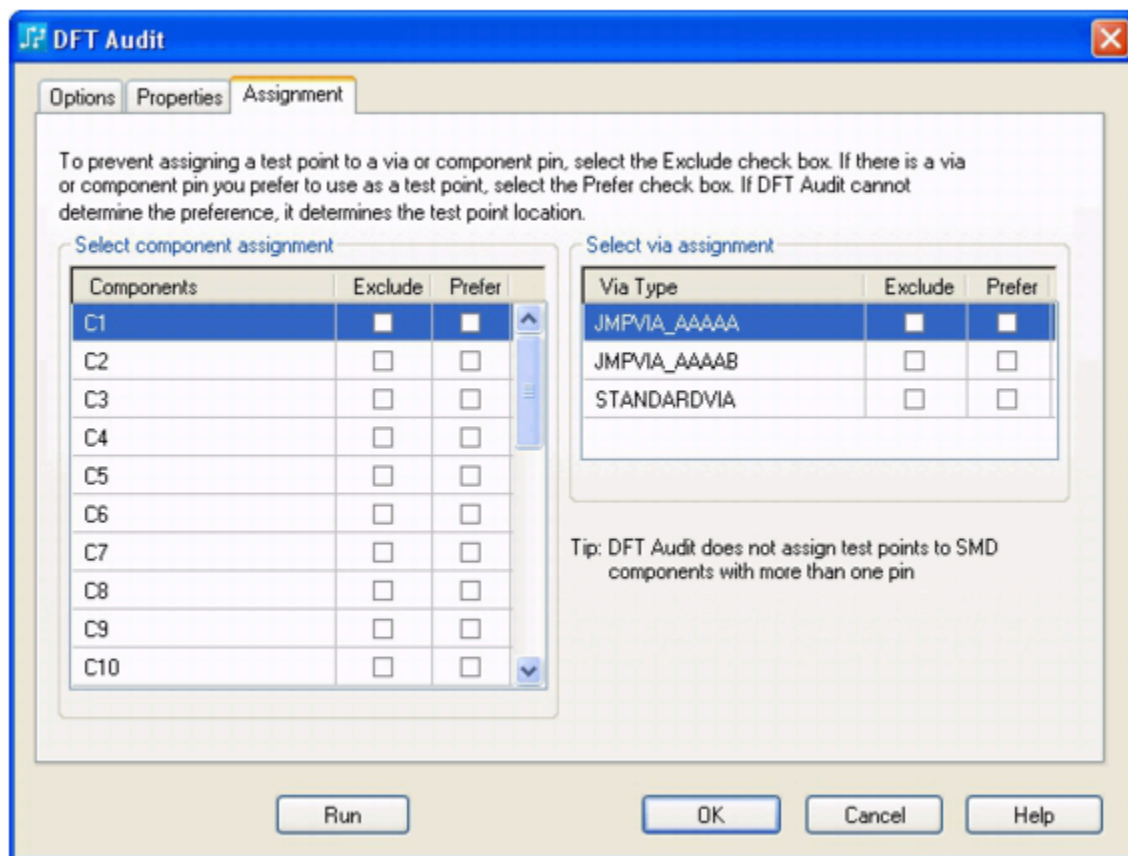 DFT Audit
Options Properties Assignment
To prevent assigning a test point to a via or component pin, select the Exclude check box. If there is a via
or component pin you prefer to use as a test point, select the Prefer check box. If DFT Audit cannot
determine the preference, it determines the test point location.
Select component assignment
Components Exclude Prefer
C1
C2
C3
C4
C5
C6
C7
C8
C9
C10
Select via assignment
Via Type Exclude Prefer
JMPVIA_AAAAA
JMPVIA_AAAAB
STANDARDVIA
Tip: DFT Audit does not assign test points to SMD
components with more than one pin
Run OK Cancel Help